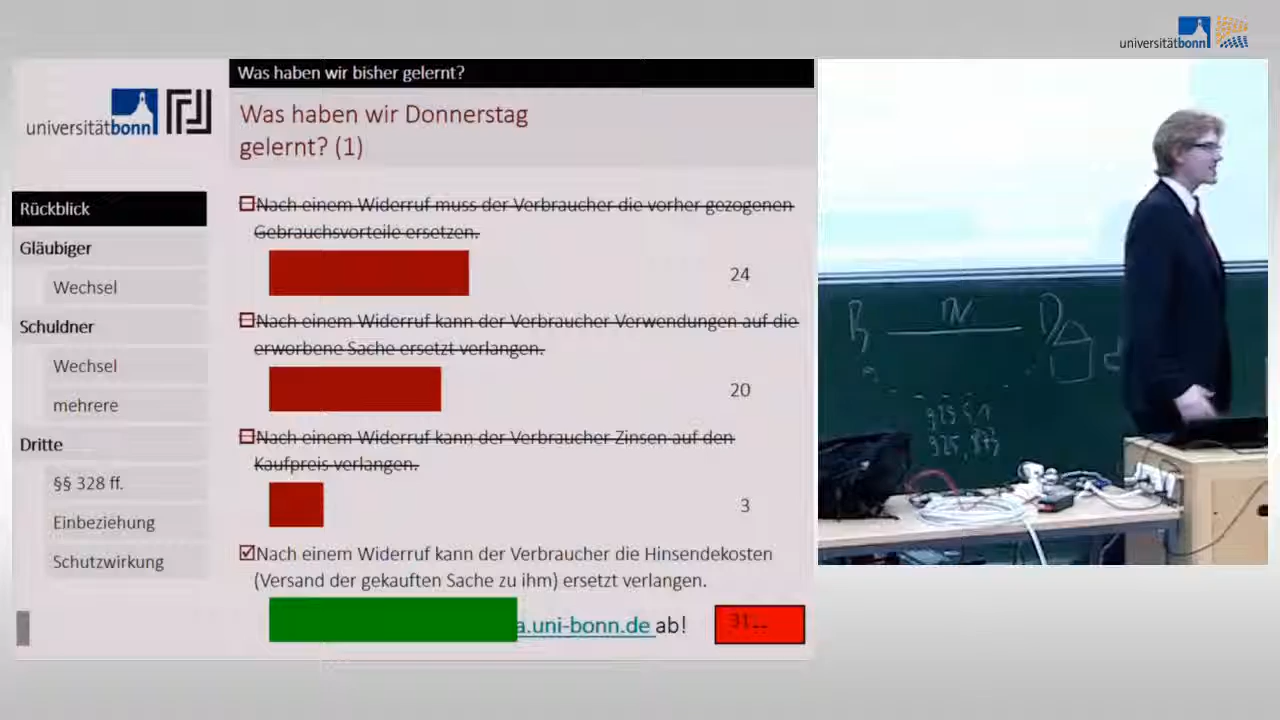 universitätbonn
Was haben wir bisher gelernt?
universitätbonn
Was haben wir Donnerstag
gelernt? (1)
Rückblick
Gläubiger
Wechsel
Schuldner
Wechsel
mehrere
Dritte
§§ 328 ff.
Einbeziehung
Schutzwirkung
Nach einem Widerruf muss der Verbraucher die vorher gezogenen
Gebrauchsvorteile ersetzen.
24
Nach einem Widerruf kann der Verbraucher Verwendungen auf die
erworbene Sache ersetzt verlangen.
20
Nach einem Widerruf kann der Verbraucher Zinsen auf den
Kaufpreis verlangen.
3
Nach einem Widerruf kann der Verbraucher die Hinsendekosten
(Versand der gekauften Sache zu ihm) ersetzt verlangen.
a.uni-bonn.de ab!